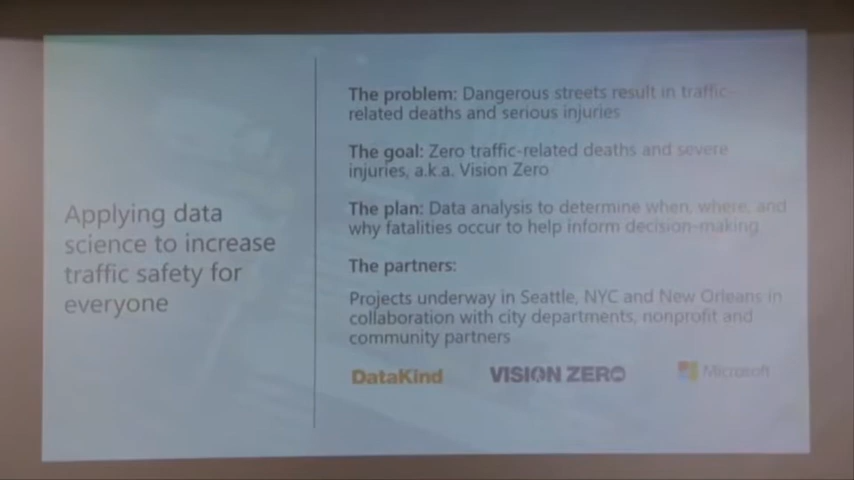 Applying data
science to increase
traffic safety for
everyone
The problem: Dangerous streets result in traffic-
related deaths and serious injuries
The goal: Zero traffic-related deaths and severe
injuries, a.k.a. Vision Zero
The plan: Data analysis to determine when, where, and
why fatalities occur to help inform decision-making
The partners:
Projects underway in Seattle, NYC and New Orleans in
collaboration with city departments, nonprofit and
community partners
DataKind
VISION ZERO
Microsoft